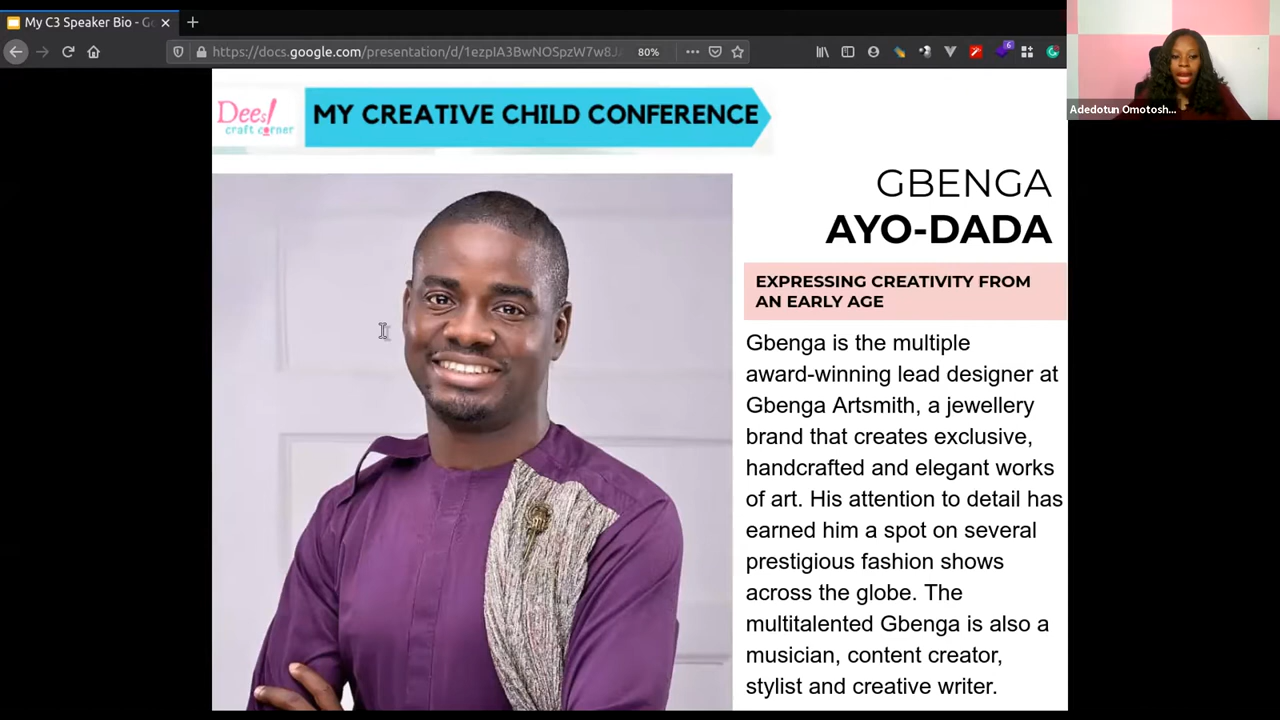 My C3 Speaker Bio - Go
https://docs.google.com/presentation/d/1ezpIA3BwNOSpzW7w8J
80%
6
Adedotun Omotosh...
Dees!
craft corner
MY CREATIVE CHILD CONFERENCE
GBENGA
AYO-DADA
EXPRESSING CREATIVITY FROM
AN EARLY AGE
Gbenga is the multiple
award-winning lead designer at
Gbenga Artsmith, a jewellery
brand that creates exclusive,
handcrafted and elegant works
of art. His attention to detail has
earned him a spot on several
prestigious fashion shows
across the globe. The
multitalented Gbenga is also a
musician, content creator,
stylist and creative writer.